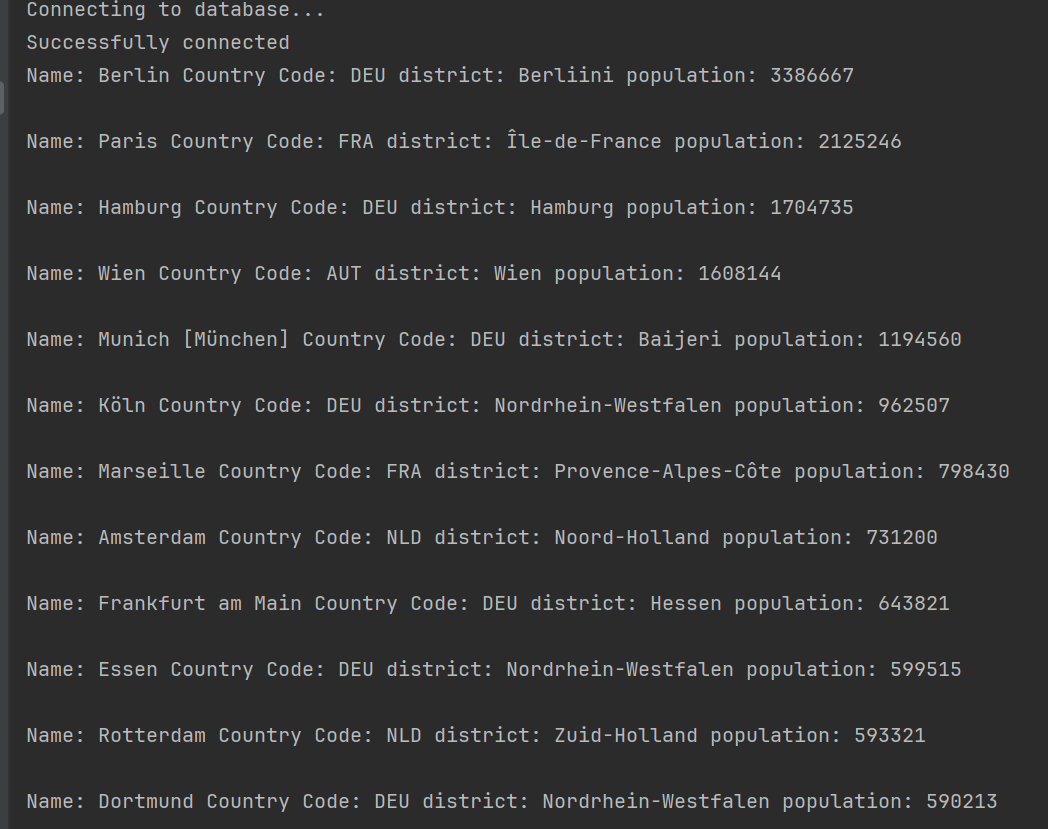 Connecting to database...
Successfully connected
Name: Berlin Country Code: DEU district: Berliini population: 3386667
Name: Paris Country Code: FRA district: Île-de-France population: 2125246
Name: Hamburg Country Code: DEU district: Hamburg population: 1704735
Name: Wien Country Code: AUT district: Wien population: 1608144
Name: Munich [München] Country Code: DEU district: Baijeri population: 1194560
Name: Köln Country Code: DEU district: Nordrhein-Westfalen population: 962507
Name: Marseille Country Code: FRA district: Provence-Alpes-Côte population: 798430
Name: Amsterdam Country Code: NLD district: Noord-Holland population: 731200
Name: Frankfurt am Main Country Code: DEU district: Hessen population: 643821
Name: Essen Country Code: DEU district: Nordrhein-Westfalen population: 599515
Name: Rotterdam Country Code: NLD district: Zuid-Holland population: 593321
Name: Dortmund Country Code: DEU district: Nordrhein-Westfalen population: 590213